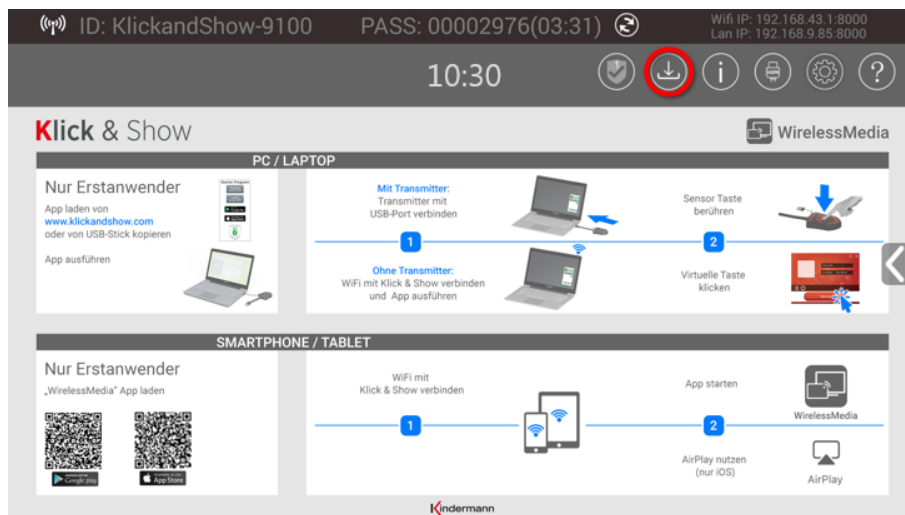 ID: KlickandShow-9100
PASS: 00002976(03:31)
Wifi IP: 192.168.43.1:8000
Lan IP: 192.168.9.85:8000
10:30
Klick & Show
WirelessMedia
PC / LAPTOP
Nur Erstanwender
App laden von
www.klickandshow.com
oder von USB-Stick kopieren
App ausführen
Mit Transmitter:
Transmitter mit
USB-Port verbinden
1
Ohne Transmitter:
WiFi mit Klick & Show verbinden
und App ausführen
Sensor Taste
berühren
2
Virtuelle Taste
klicken
SMARTPHONE / TABLET
Nur Erstanwender
„WirelessMedia" App laden
Google play
App Store
WiFi mit
Klick & Show verbinden
1
App starten
2
WirelessMedia
AirPlay nutzen
(nur iOS)
AirPlay
Kindermann